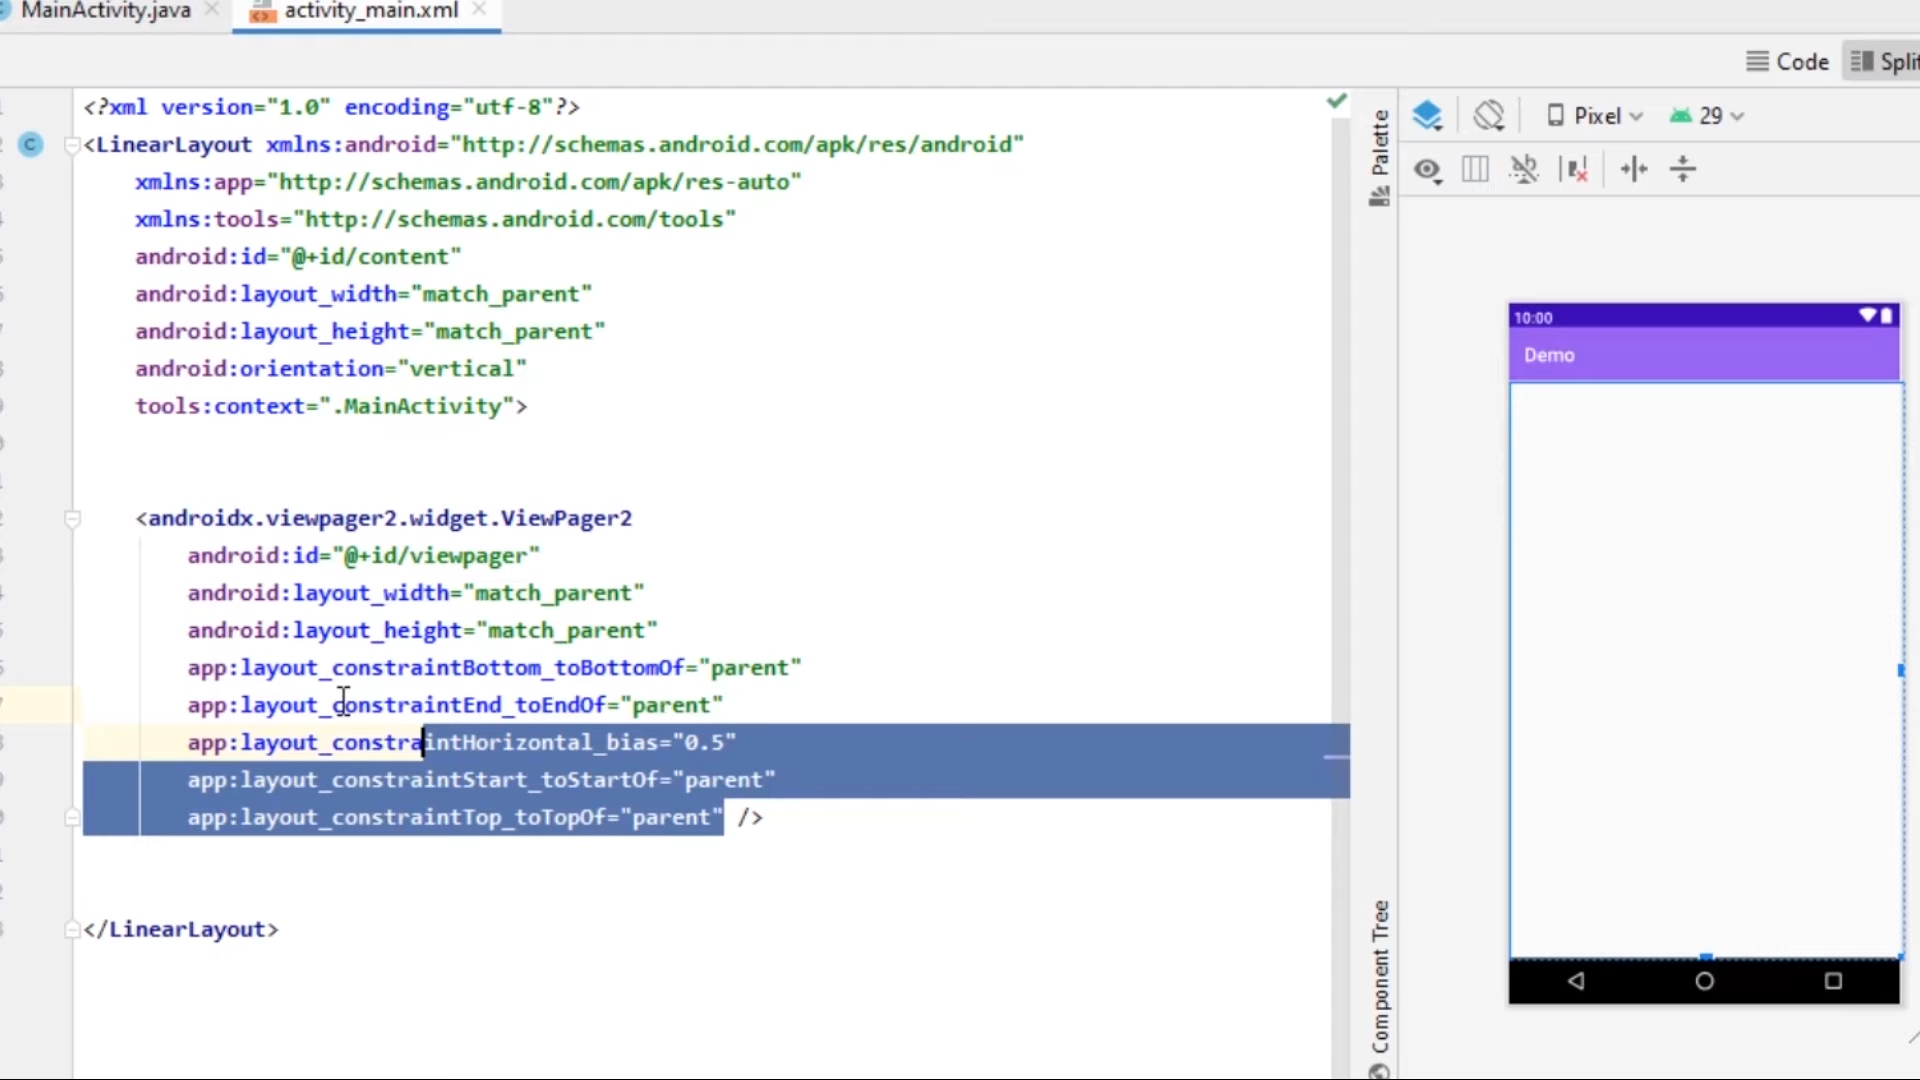 MainActivity.java
activity_main.xml
Code
Split
<?xml version="1.0" encoding="utf-8"?>
<LinearLayout xmlns:android="http://schemas.android.com/apk/res/android"
xmlns:app="http://schemas.android.com/apk/res-auto"
xmlns:tools="http://schemas.android.com/tools"
android:id="@+id/content"
android:layout_width="match_parent"
android:layout_height="match_parent"
android:orientation="vertical"
tools:context=".MainActivity">
<androidx.viewpager2.widget.ViewPager2
android:id="@+id/viewpager"
android:layout_width="match_parent"
android:layout_height="match_parent"
app:layout_constraintBottom_toBottomOf="parent"
app:layout_constraintEnd_toEndOf="parent"
app:layout_constraintHorizontal_bias="0.5"
app:layout_constraintStart_toStartOf="parent"
app:layout_constraintTop_toTopOf="parent" />
</LinearLayout>
Palette
Component Tree
Pixel
29
10:00
Demo